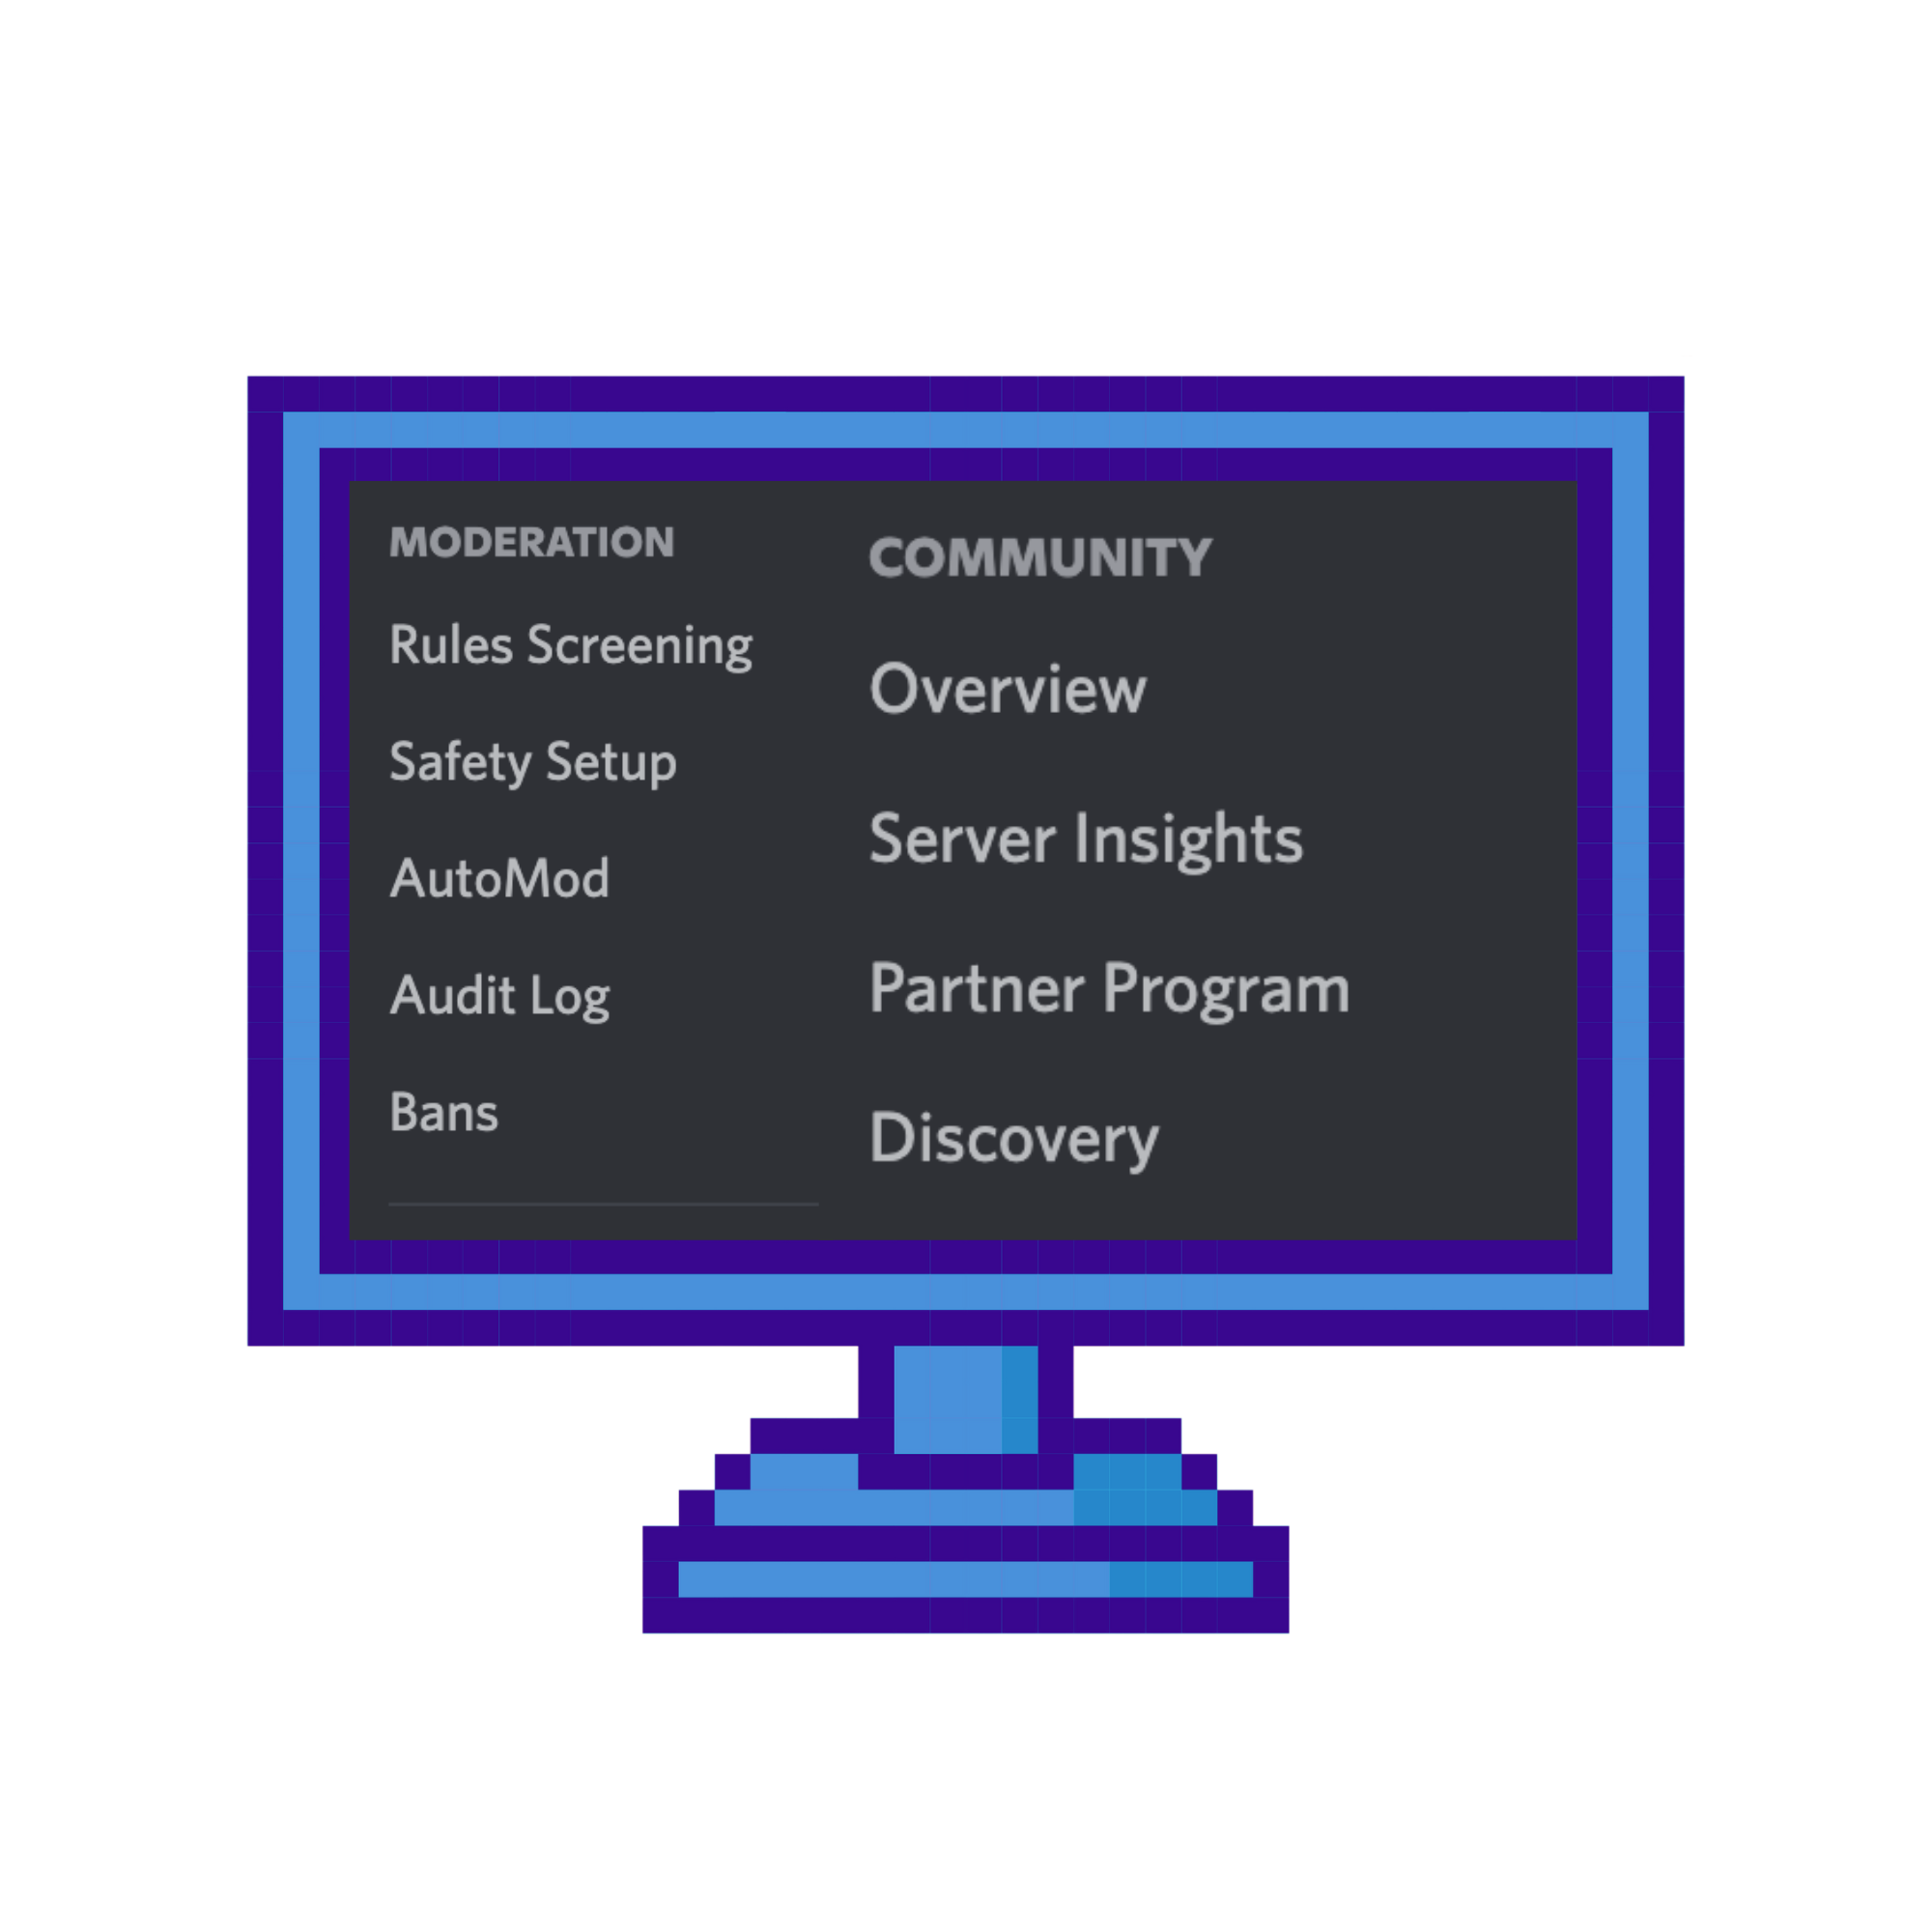 MODERATION
Rules Screening
Safety Setup
AutoMod
Audit Log
Bans
COMMUNITY
Overview
Server Insights
Partner Program
Discovery